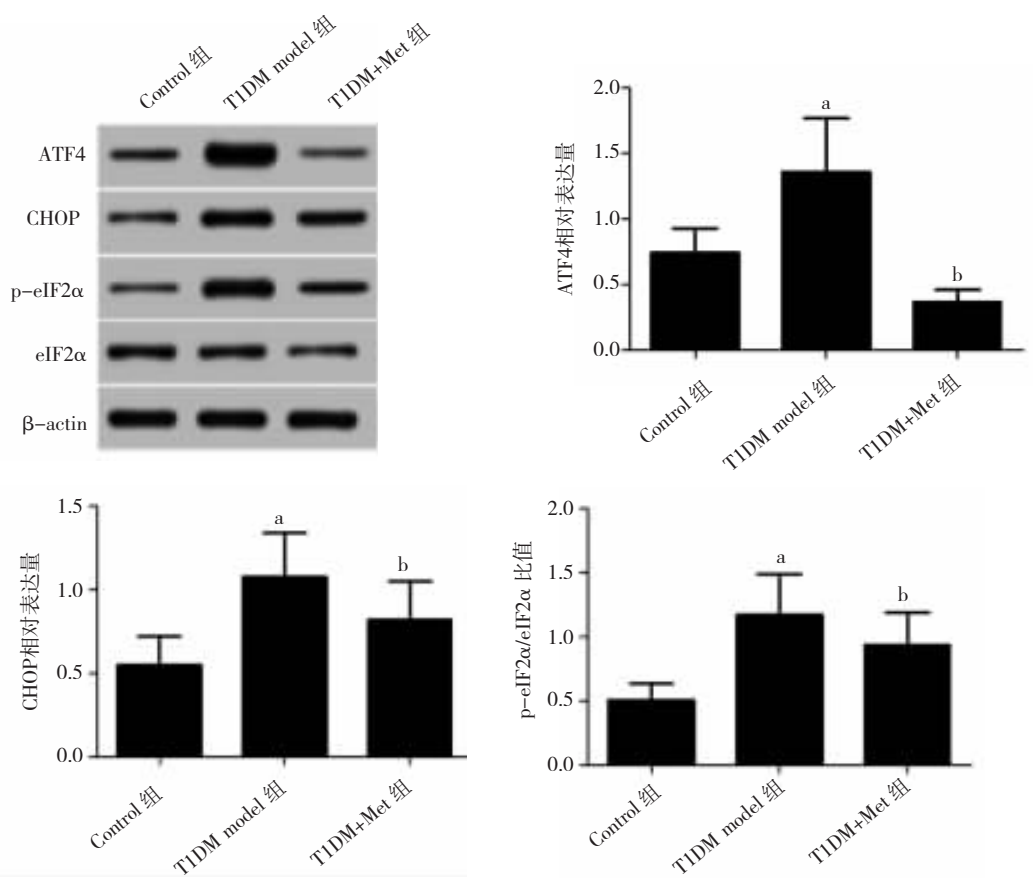 Control 组
T1DM model 组
T1DM+Met 组
ATF4
CHOP
p-eIF2α
eIF2α
β-actin
ATF4相对表达量
2.0
1.5
1.0
0.5
0.0
a
b
Control 组
T1DM model 组
T1DM+Met 组
CHOP相对表达量
1.5
1.0
0.5
0.0
a
b
Control 组
T1DM model 组
T1DM+Met 组
p-eIF2α/eIF2α 比值
2.0
1.5
1.0
0.5
0.0
a
b
Control 组
T1DM model 组
T1DM+Met 组